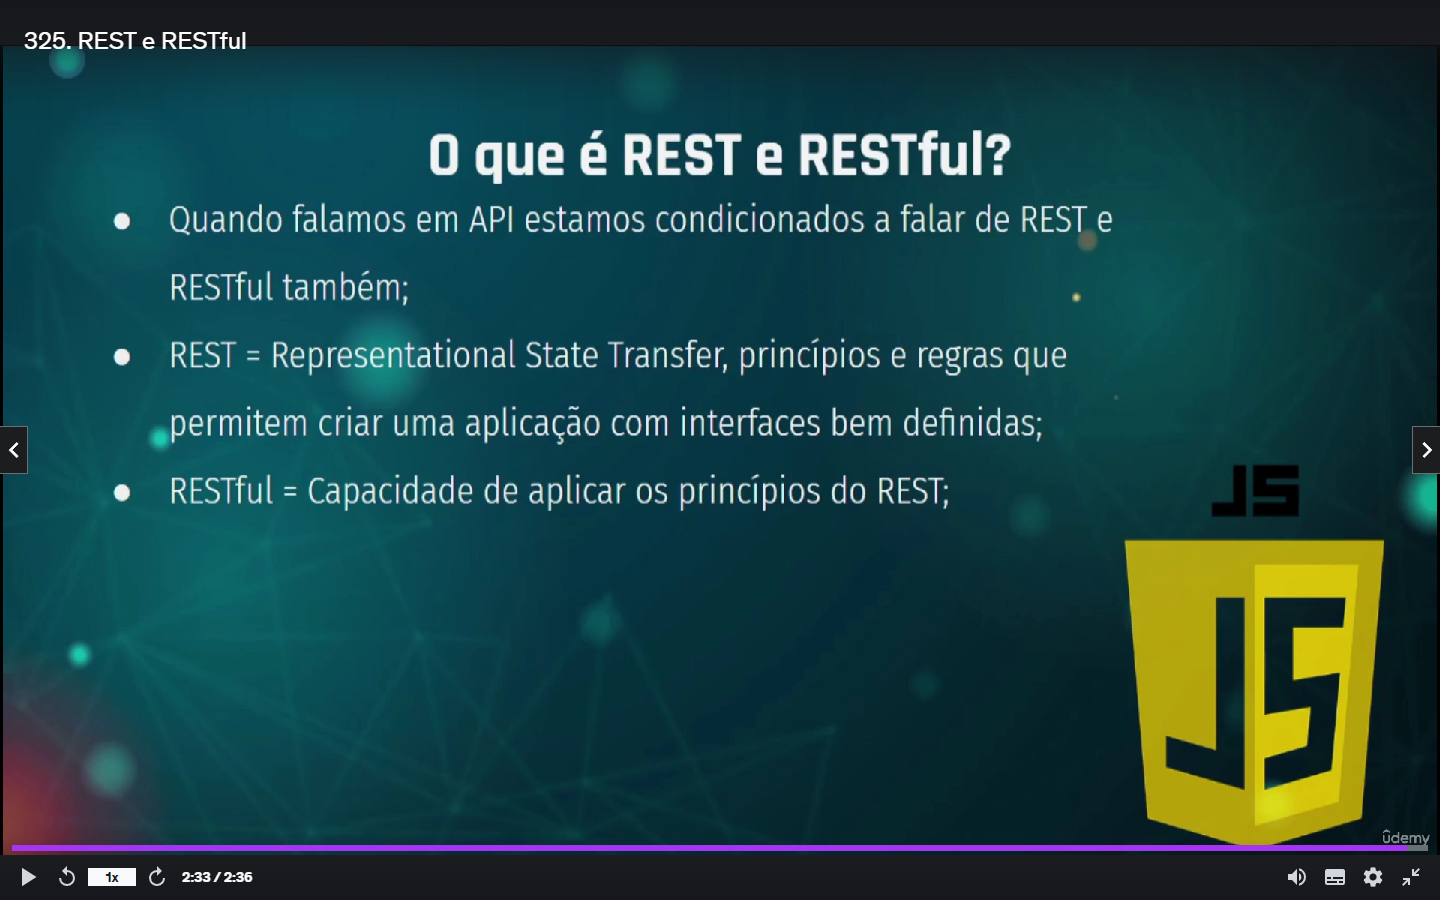 325. REST e RESTful
O que é REST e RESTful?
● Quando falamos em API estamos condicionados a falar de REST e
RESTful também;
● REST = Representational State Transfer, princípios e regras que
permitem criar uma aplicação com interfaces bem definidas;
● RESTful = Capacidade de aplicar os princípios do REST;
JS
JS
ûdemy
1x
2:33 / 2:36